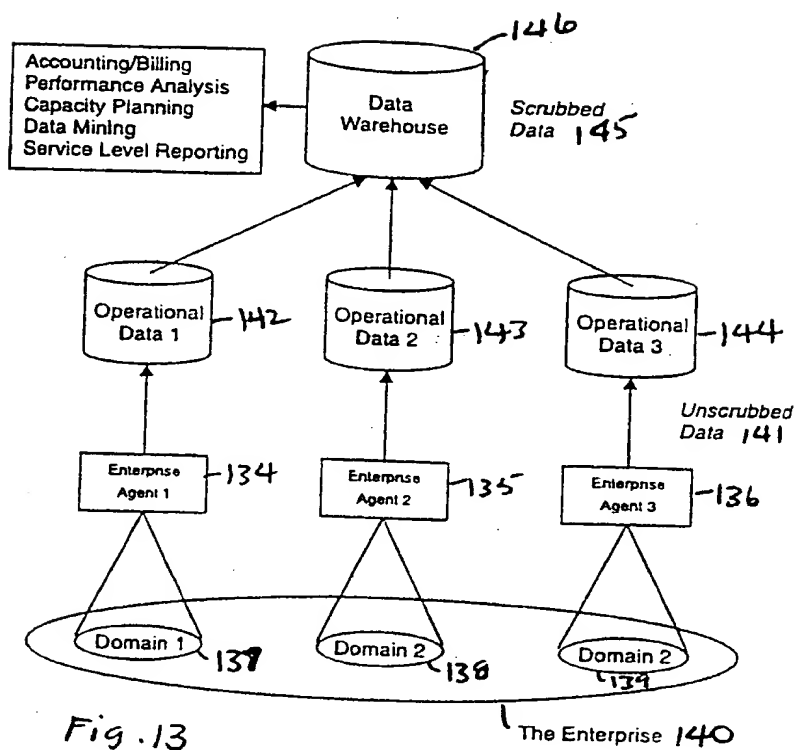 146
Accounting/Billing
Performance Analysis
Capacity Planning
Data Mining
Service Level Reporting
Data
Warehouse
Scrubbed
Data 145
Operational
Data 1
142
Operational
Data 2
143
Operational
Data 3
144
Unscrubbed
Data 141
Enterprise
Agent 1
134
Enterprise
Agent 2
135
Enterprise
Agent 3
136
Domain 1
Domain 2
138
Domain 2
139
The Enterprise 140
Fig. 13